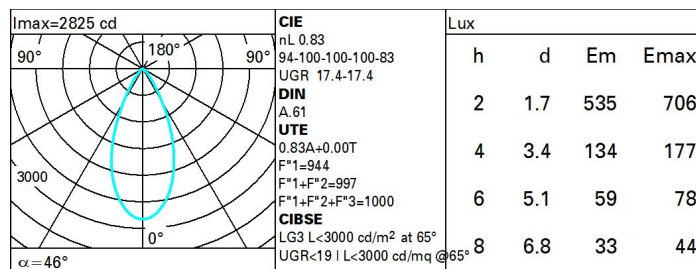 Imax=2825 cd
90°
180°
90°
3000
0°
α=46°
CIE
nL 0.83
94-100-100-100-83
UGR 17.4-17.4
DIN
A.61
UTE
0.83A+0.00T
F"1=944
F"1+F"2=997
F"1+F"2+F"3=1000
CIBSE
LG3 L<3000 cd/m² at 65°
UGR<19 | L<3000 cd/mq @65°
Lux
h d Em Emax
2 1.7 535 706
4 3.4 134 177
6 5.1 59 78
8 6.8 33 44